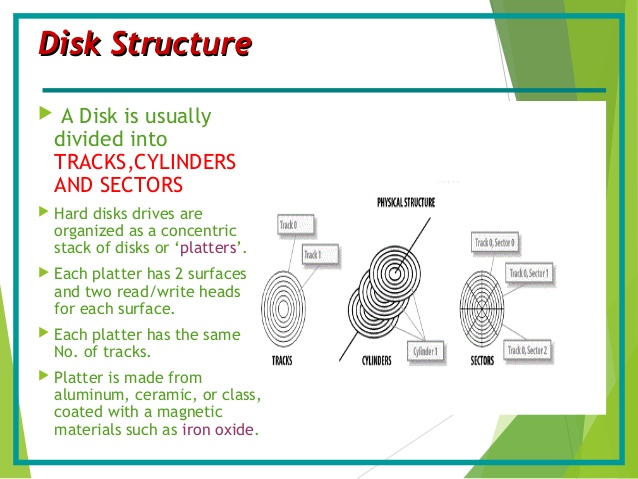 Disk Structure
A Disk is usually
divided into
TRACKS,CYLINDERS
AND SECTORS
Hard disks drives are
organized as a concentric
stack of disks or ‘platters’.
Each platter has 2 surfaces
and two read/write heads
for each surface.
Each platter has the same
No. of tracks.
Platter is made from
aluminum, ceramic, or class,
coated with a magnetic
materials such as iron oxide.
PHYSICAL STRUCTURE
Track 0
Track 1
TRACKS
Cylinder 1
CYLINDERS
Track 0, Sector 0
Track 0, Sector 1
Track 0, Sector 2
SECTORS